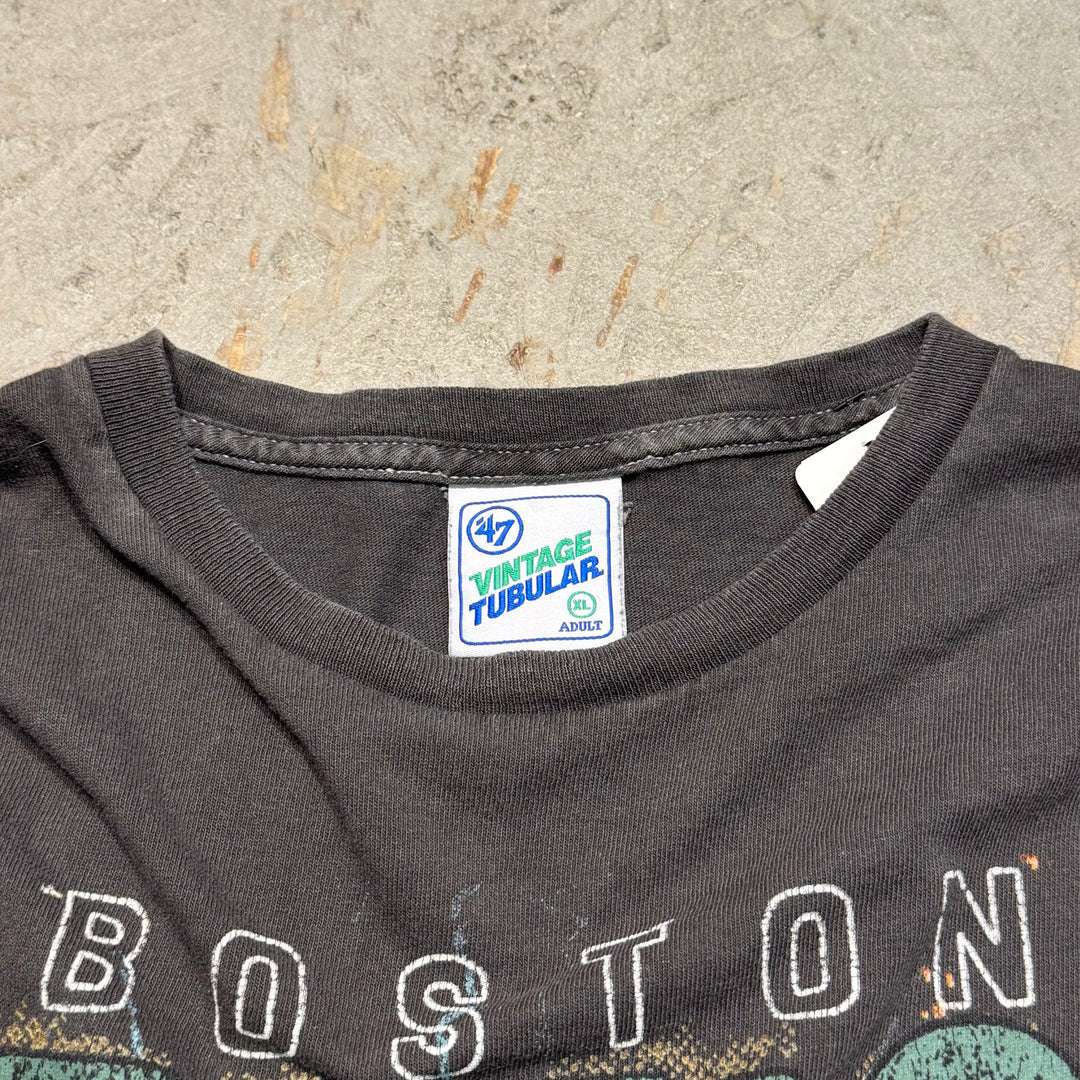 '47
VINTAGE
TUBULAR
XL
ADULT
BOSTON